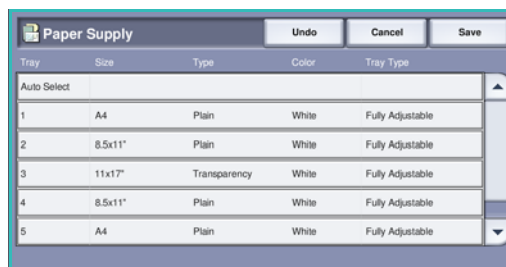 Paper Supply Undo Cancel Save
Tray Size Type Color Tray Type
Auto Select
1 A4 Plain White Fully Adjustable
2 8.5x11" Plain White Fully Adjustable
3 11x17" Transparency White Fully Adjustable
4 8.5x11" Plain White Fully Adjustable
5 A4 Plain White Fully Adjustable